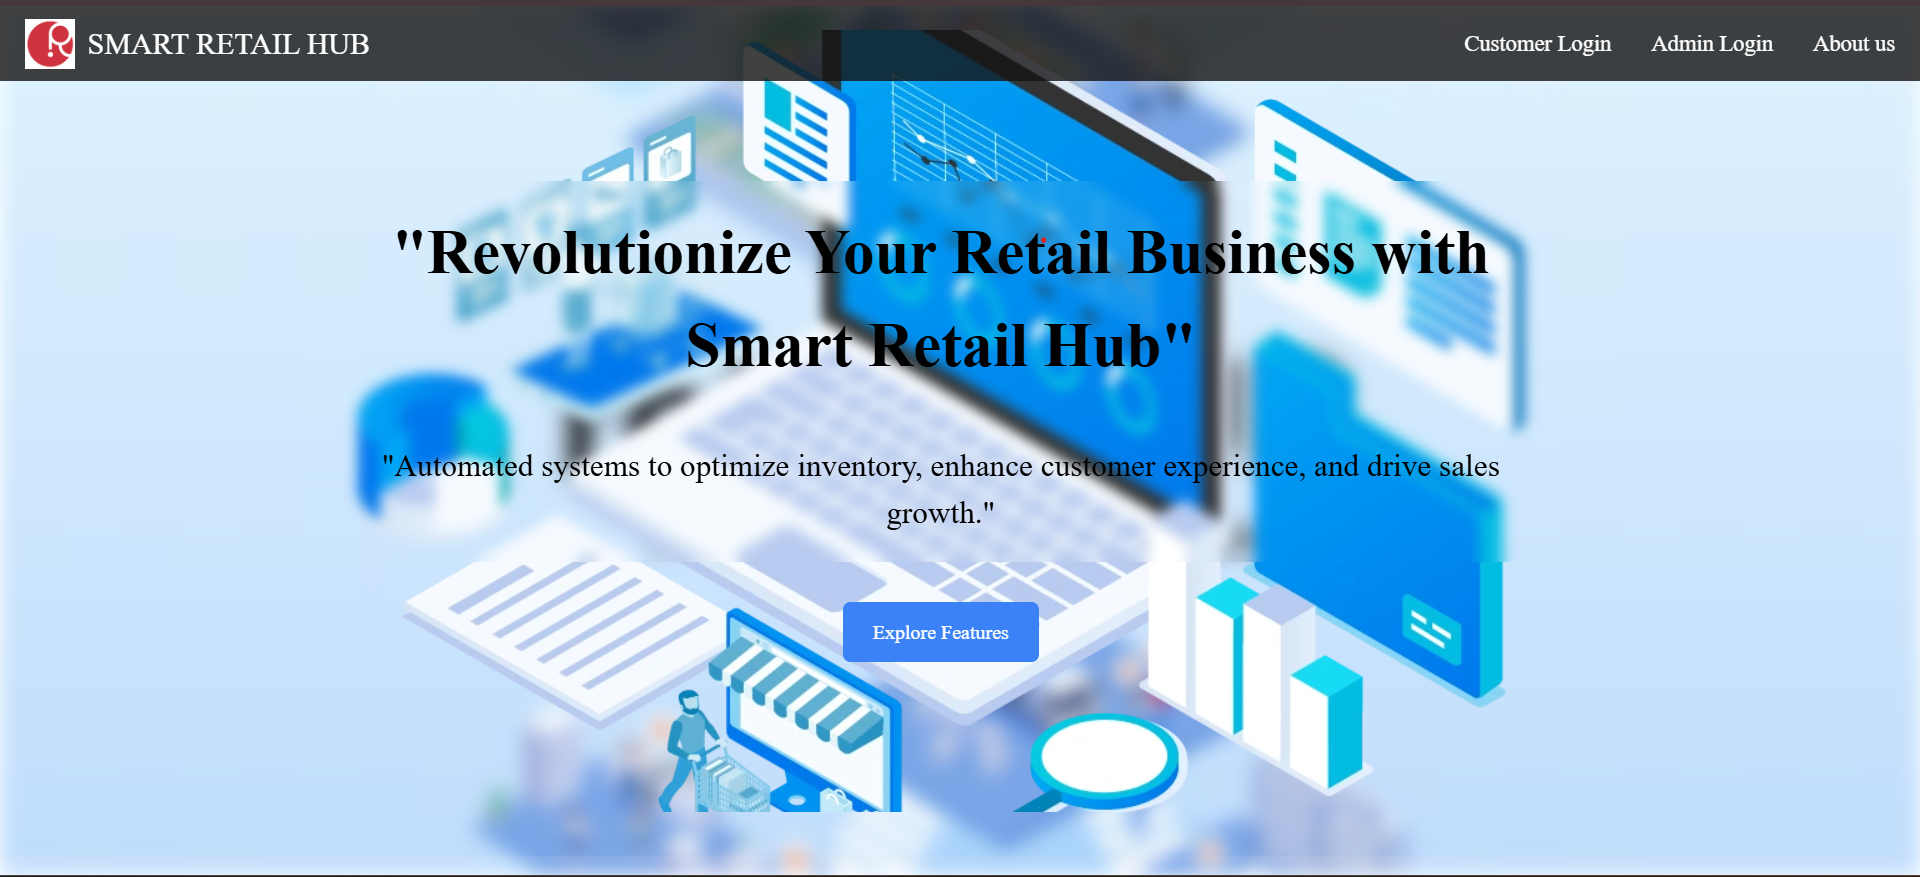 SMART RETAIL HUB
Customer Login
Admin Login
About us
"Revolutionize Your Retail Business with
Smart Retail Hub"
"Automated systems to optimize inventory, enhance customer experience, and drive sales
growth."
Explore Features